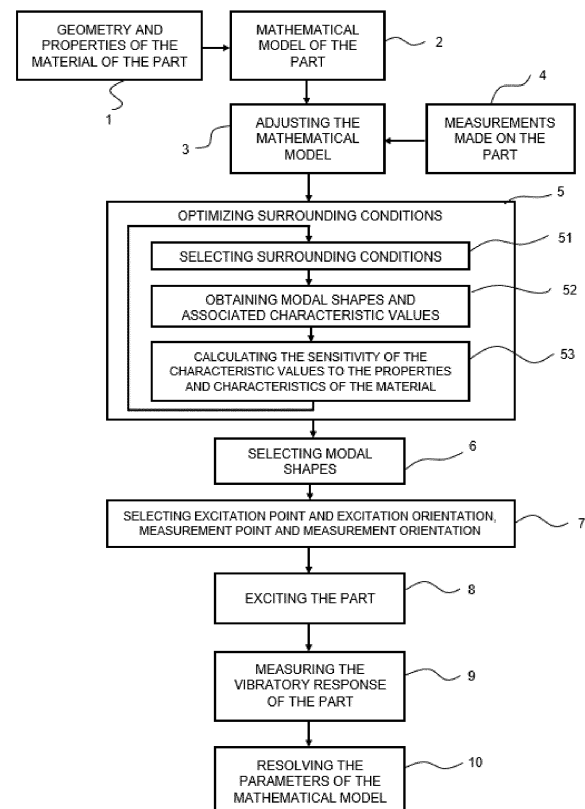 GEOMETRY AND
PROPERTIES OF THE
MATERIAL OF THE PART
1
MATHEMATICAL
MODEL OF THE
PART
2
ADJUSTING THE
MATHEMATICAL
MODEL
3
4
MEASUREMENTS
MADE ON THE
PART
5
OPTIMIZING SURROUNDING CONDITIONS
51
SELECTING SURROUNDING CONDITIONS
52
OBTAINING MODAL SHAPES AND
ASSOCIATED CHARACTERISTIC VALUES
53
CALCULATING THE SENSITIVITY OF THE
CHARACTERISTIC VALUES TO THE PROPERTIES
AND CHARACTERISTICS OF THE MATERIAL
SELECTING MODAL
SHAPES
6
SELECTING EXCITATION POINT AND EXCITATION ORIENTATION,
MEASUREMENT POINT AND MEASUREMENT ORIENTATION
7
EXCITING THE PART
8
MEASURING THE
VIBRATORY RESPONSE
OF THE PART
9
RESOLVING THE
PARAMETERS OF THE
MATHEMATICAL MODEL
10